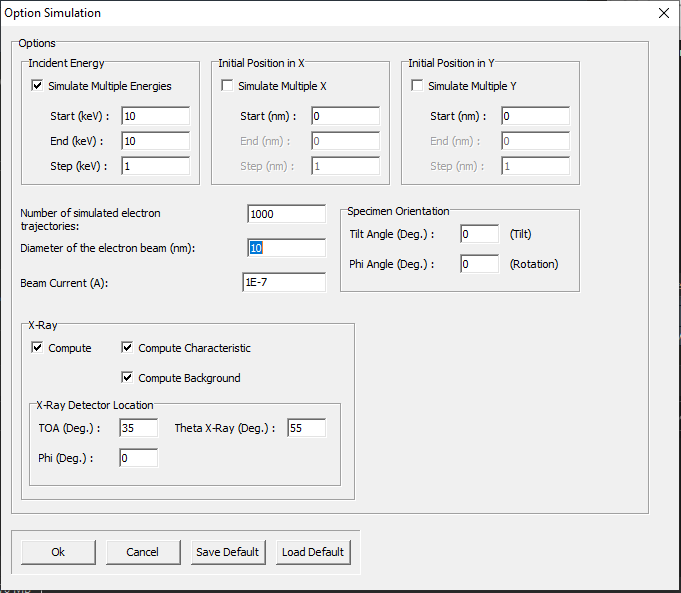 Option Simulation
Options
Incident Energy
Simulate Multiple Energies
Start (keV) : 10
End (keV) : 10
Step (keV) : 1
Initial Position in X
Simulate Multiple X
Start (nm) : 0
End (nm) : 0
Step (nm) : 1
Initial Position in Y
Simulate Multiple Y
Start (nm) : 0
End (nm) : 0
Step (nm) : 1
Number of simulated electron
trajectories: 1000
Diameter of the electron beam (nm): 10
Beam Current (A): 1E-7
Specimen Orientation
Tilt Angle (Deg.) : 0 (Tilt)
Phi Angle (Deg.) : 0 (Rotation)
X-Ray
Compute
Compute Characteristic
Compute Background
X-Ray Detector Location
TOA (Deg.) : 35 Theta X-Ray (Deg.) : 55
Phi (Deg.) : 0
Ok Cancel Save Default Load Default